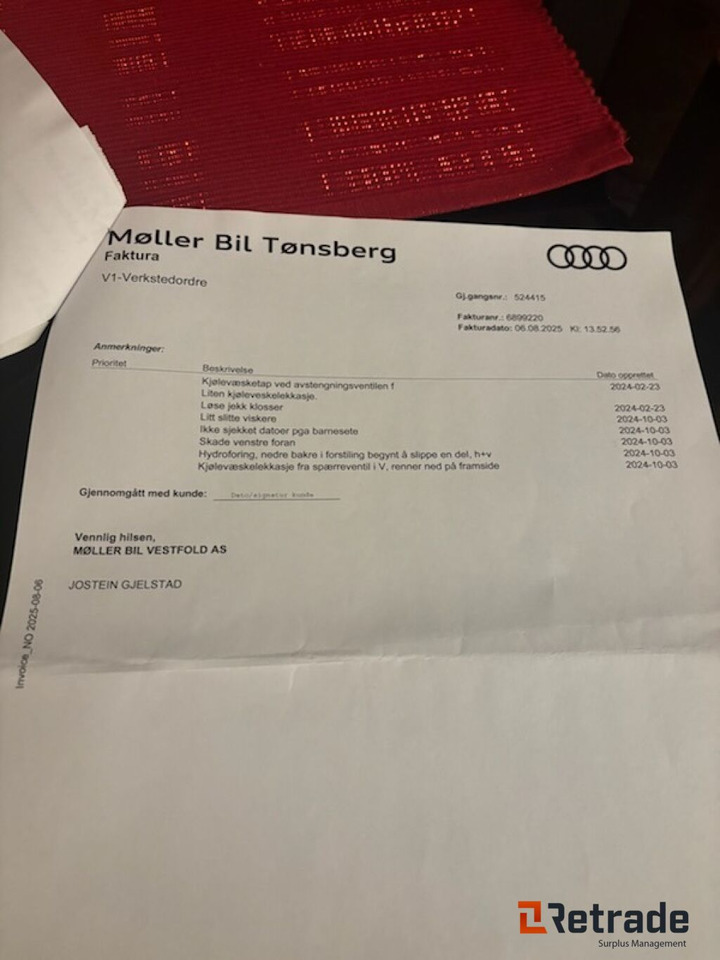 Møller Bil Tønsberg
Faktura
V1-Verkstedordre
Gj.gangsnr.: 524415
Fakturanr.: 6899220
Fakturadato: 06.08.2025 Kl: 13.52.56
Anmerkninger:
Prioritet Beskrivelse Dato opprettet
Kjølevæsketap ved avstengningsventilen f 2024-02-23
Liten kjøleveskelekkasje.
Løse jekk klosser 2024-02-23
Litt slitte viskere 2024-10-03
Ikke sjekket datoer pga barnesete 2024-10-03
Skade venstre foran 2024-10-03
Hydroforing, nedre bakre i forstiling begynt å slippe en del, h+v 2024-10-03
Kjølevæskelekkasje fra spærreventil i V, renner ned på framside 2024-10-03
Gjennomgått med kunde: Dato/signatur kunde
Vennlig hilsen,
MØLLER BIL VESTFOLD AS
JOSTEIN GJELSTAD
Invoice_NO 2025-08-06
Retrade
Surplus Management